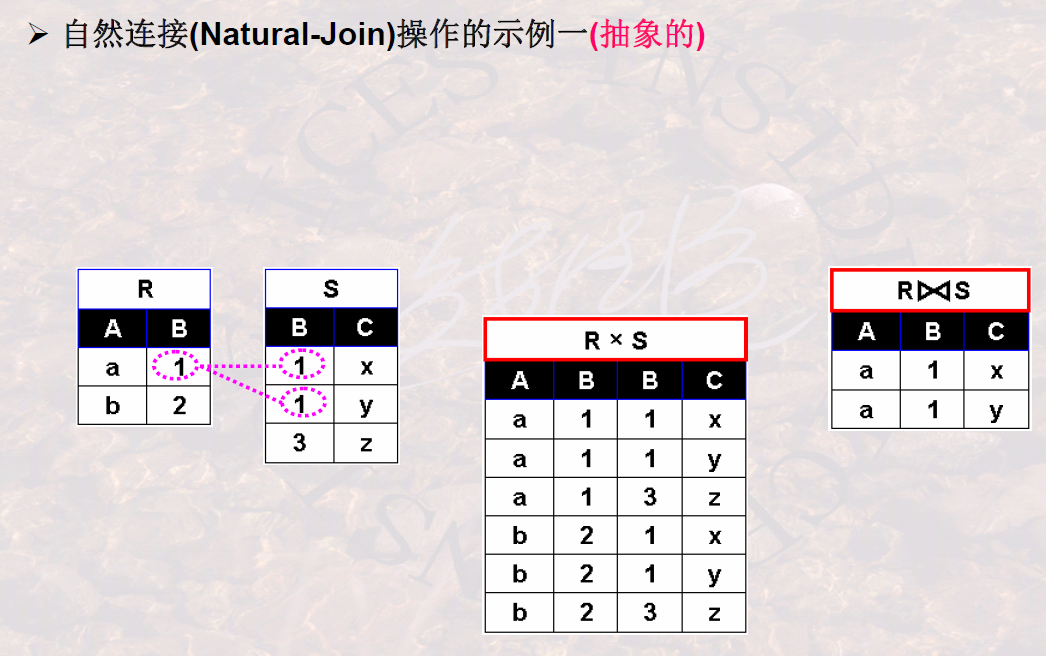 ➢ 自然连接(Natural-Join)操作的示例一(抽象的)
R
A B
a 1
b 2
S
B C
1 x
1 y
3 z
R × S
A B B C
a 1 1 x
a 1 1 y
a 1 3 z
b 2 1 x
b 2 1 y
b 2 3 z
R⋈S
A B C
a 1 x
a 1 y